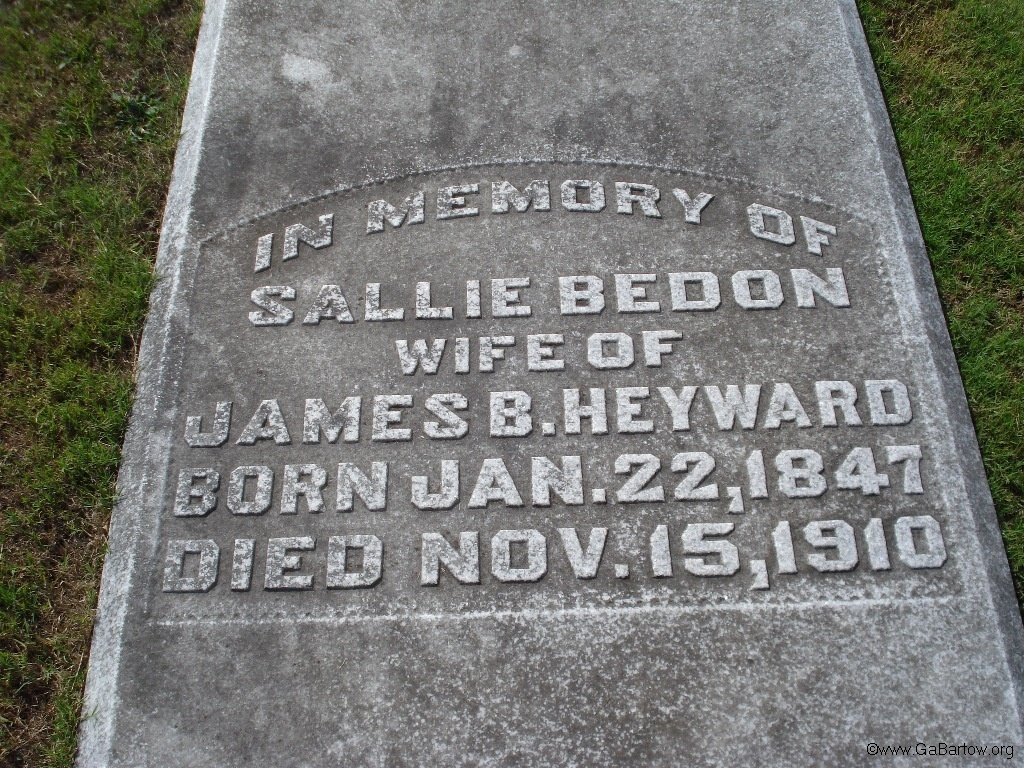 IN MEMORY OF
SALLIE BEDON
WIFE OF
JAMES B. HEYWARD
BORN JAN. 22, 1847
DIED NOV. 15, 1910
©www.GaBartow.org